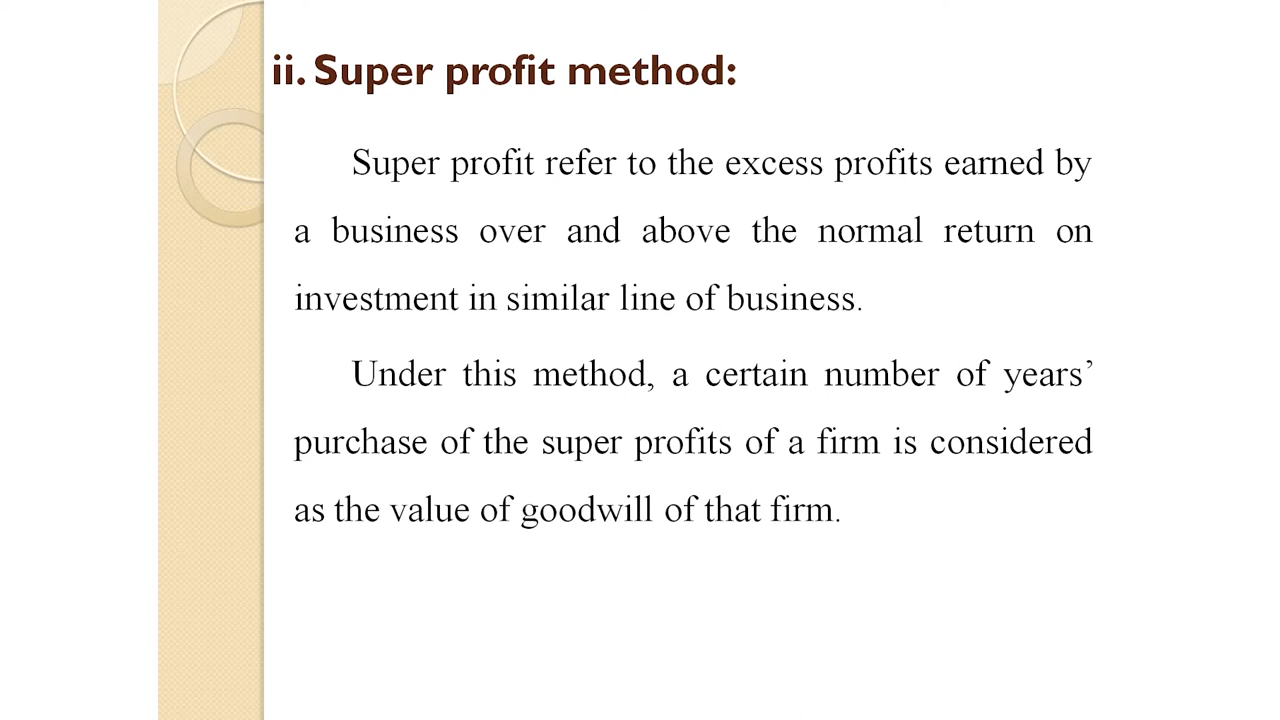 ii. Super profit method:
Super profit refer to the excess profits earned by
a business over and above the normal return on
investment in similar line of business.
Under this method, a certain number of years’
purchase of the super profits of a firm is considered
as the value of goodwill of that firm.